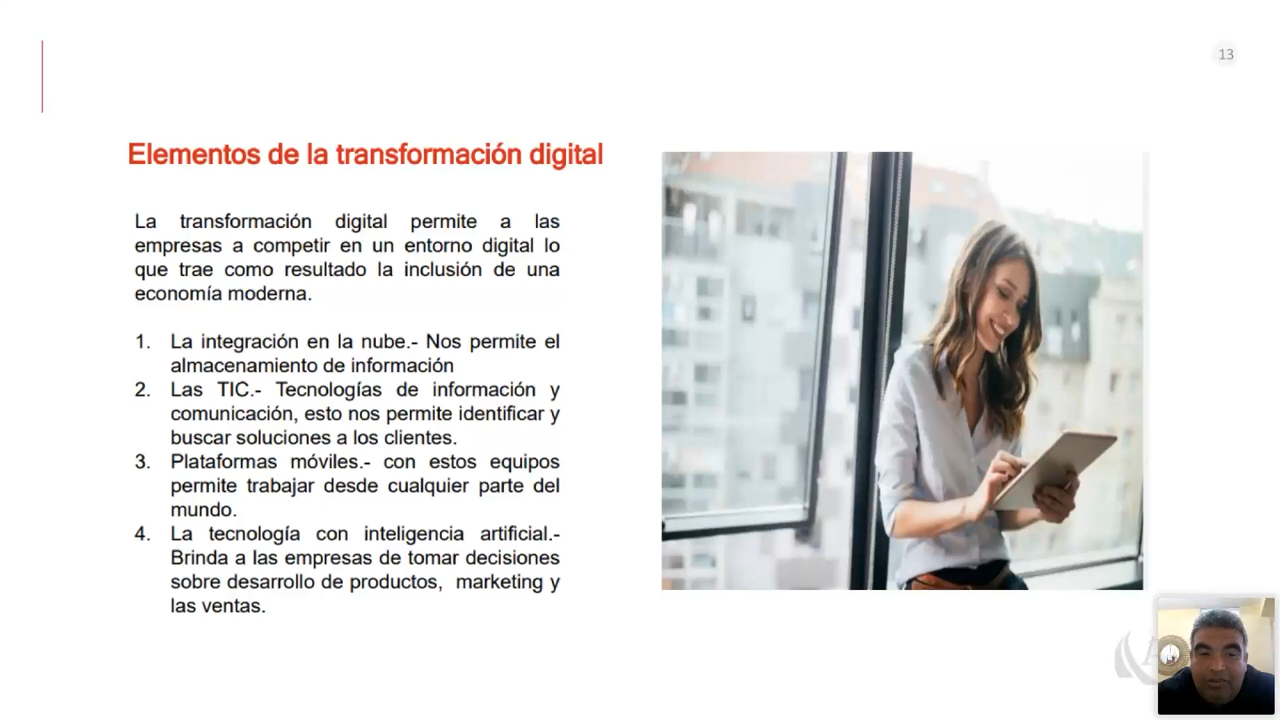 13
Elementos de la transformación digital
La transformación digital permite a las
empresas a competir en un entorno digital lo
que trae como resultado la inclusión de una
economía moderna.
1. La integración en la nube.- Nos permite el
almacenamiento de información
2. Las TIC.- Tecnologías de información y
comunicación, esto nos permite identificar y
buscar soluciones a los clientes.
3. Plataformas móviles.- con estos equipos
permite trabajar desde cualquier parte del
mundo.
4. La tecnología con inteligencia artificial.-
Brinda a las empresas de tomar decisiones
sobre desarrollo de productos, marketing y
las ventas.